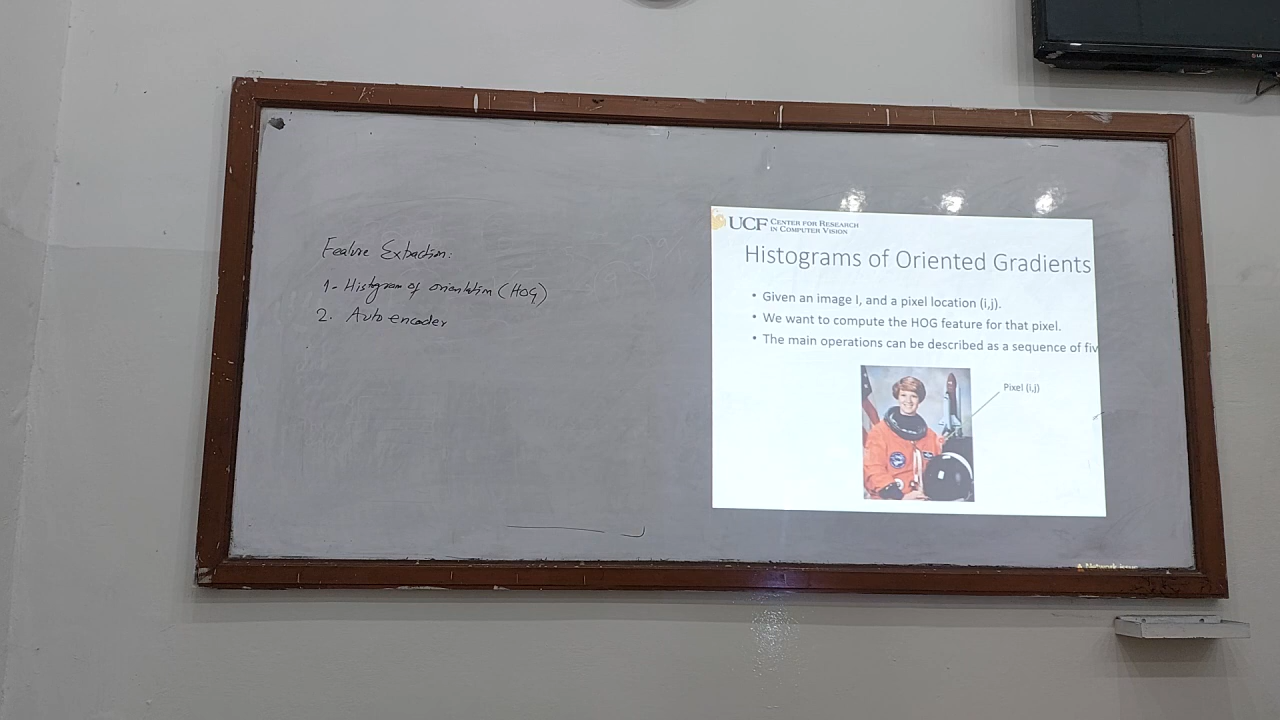 Feature Extraction:
1- Histogram of orientation (HOG)
2. Auto encoder
UCF CENTER FOR RESEARCH
IN COMPUTER VISION
Histograms of Oriented Gradients
• Given an image I, and a pixel location (i,j).
• We want to compute the HOG feature for that pixel.
• The main operations can be described as a sequence of fiv
Pixel (i,j)
Network issue